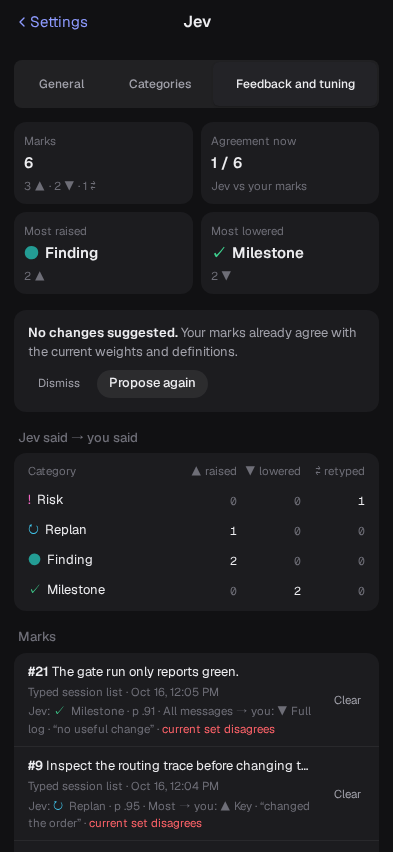 Settings
Jev
General Categories Feedback and tuning
Marks
6
3 ▲ · 2 ▼ · 1 ⇄
Agreement now
1 / 6
Jev vs your marks
Most raised
Finding
2 ▲
Most lowered
✓ Milestone
2 ▼
No changes suggested. Your marks already agree with
the current weights and definitions.
Dismiss Propose again
Jev said → you said
Category ▲ raised ▼ lowered ⇄ retyped
! Risk 0 0 1
↻ Replan 1 0 0
Finding 2 0 0
✓ Milestone 0 2 0
Marks
#21 The gate run only reports green.
Typed session list · Oct 16, 12:05 PM
Jev: ✓ Milestone · p .91 · All messages → you: ▼ Full
log · “no useful change” · current set disagrees
Clear
#9 Inspect the routing trace before changing t…
Typed session list · Oct 16, 12:04 PM
Jev: ↻ Replan · p .95 · Most → you: ▲ Key · “changed
the order” · current set disagrees
Clear